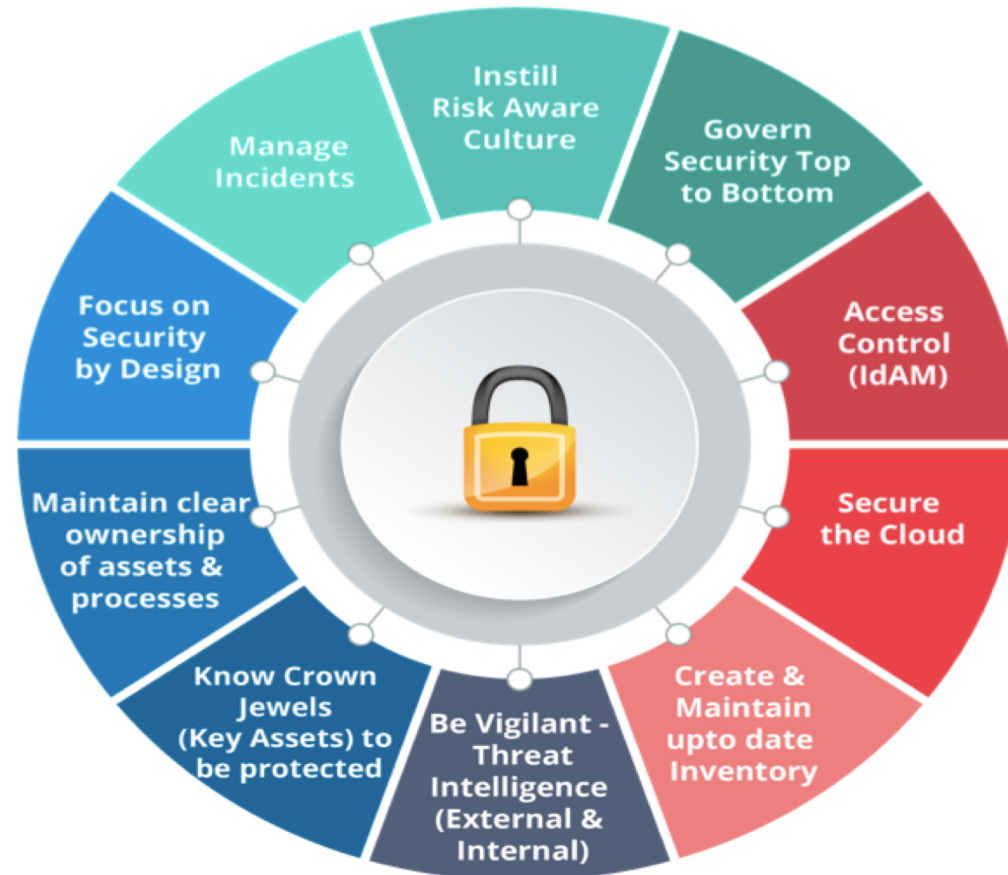 Instill
Risk Aware
Culture
Govern
Security Top
to Bottom
Access
Control
(IdAM)
Secure
the Cloud
Create &
Maintain
upto date
Inventory
Be Vigilant -
Threat
Intelligence
(External &
Internal)
Know Crown
Jewels
(Key Assets) to
be protected
Maintain clear
ownership
of assets &
processes
Focus on
Security
by Design
Manage
Incidents